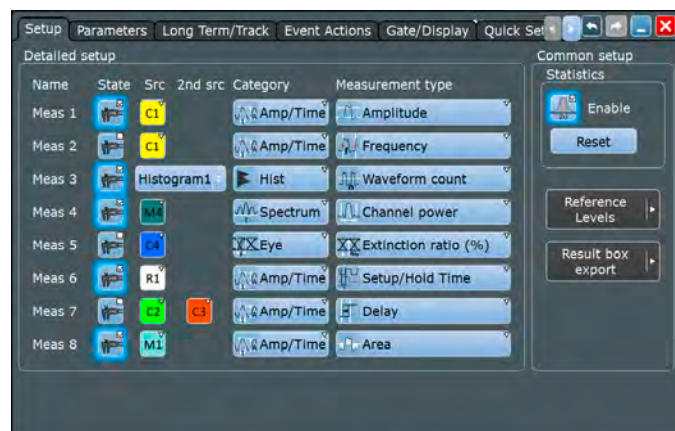 Setup Parameters Long Term/Track Event Actions Gate/Display Quick Set
Detailed setup
Name State Src 2nd src Category Measurement type
Meas 1 C1 Amp/Time Amplitude
Meas 2 C1 Amp/Time Frequency
Meas 3 Histogram1 Hist Waveform count
Meas 4 M4 Spectrum Channel power
Meas 5 C4 Eye Extinction ratio (%)
Meas 6 R1 Amp/Time Setup/Hold Time
Meas 7 C2 C3 Amp/Time Delay
Meas 8 M1 Amp/Time Area
Common setup
Statistics
Enable
Reset
Reference
Levels
Result box
export